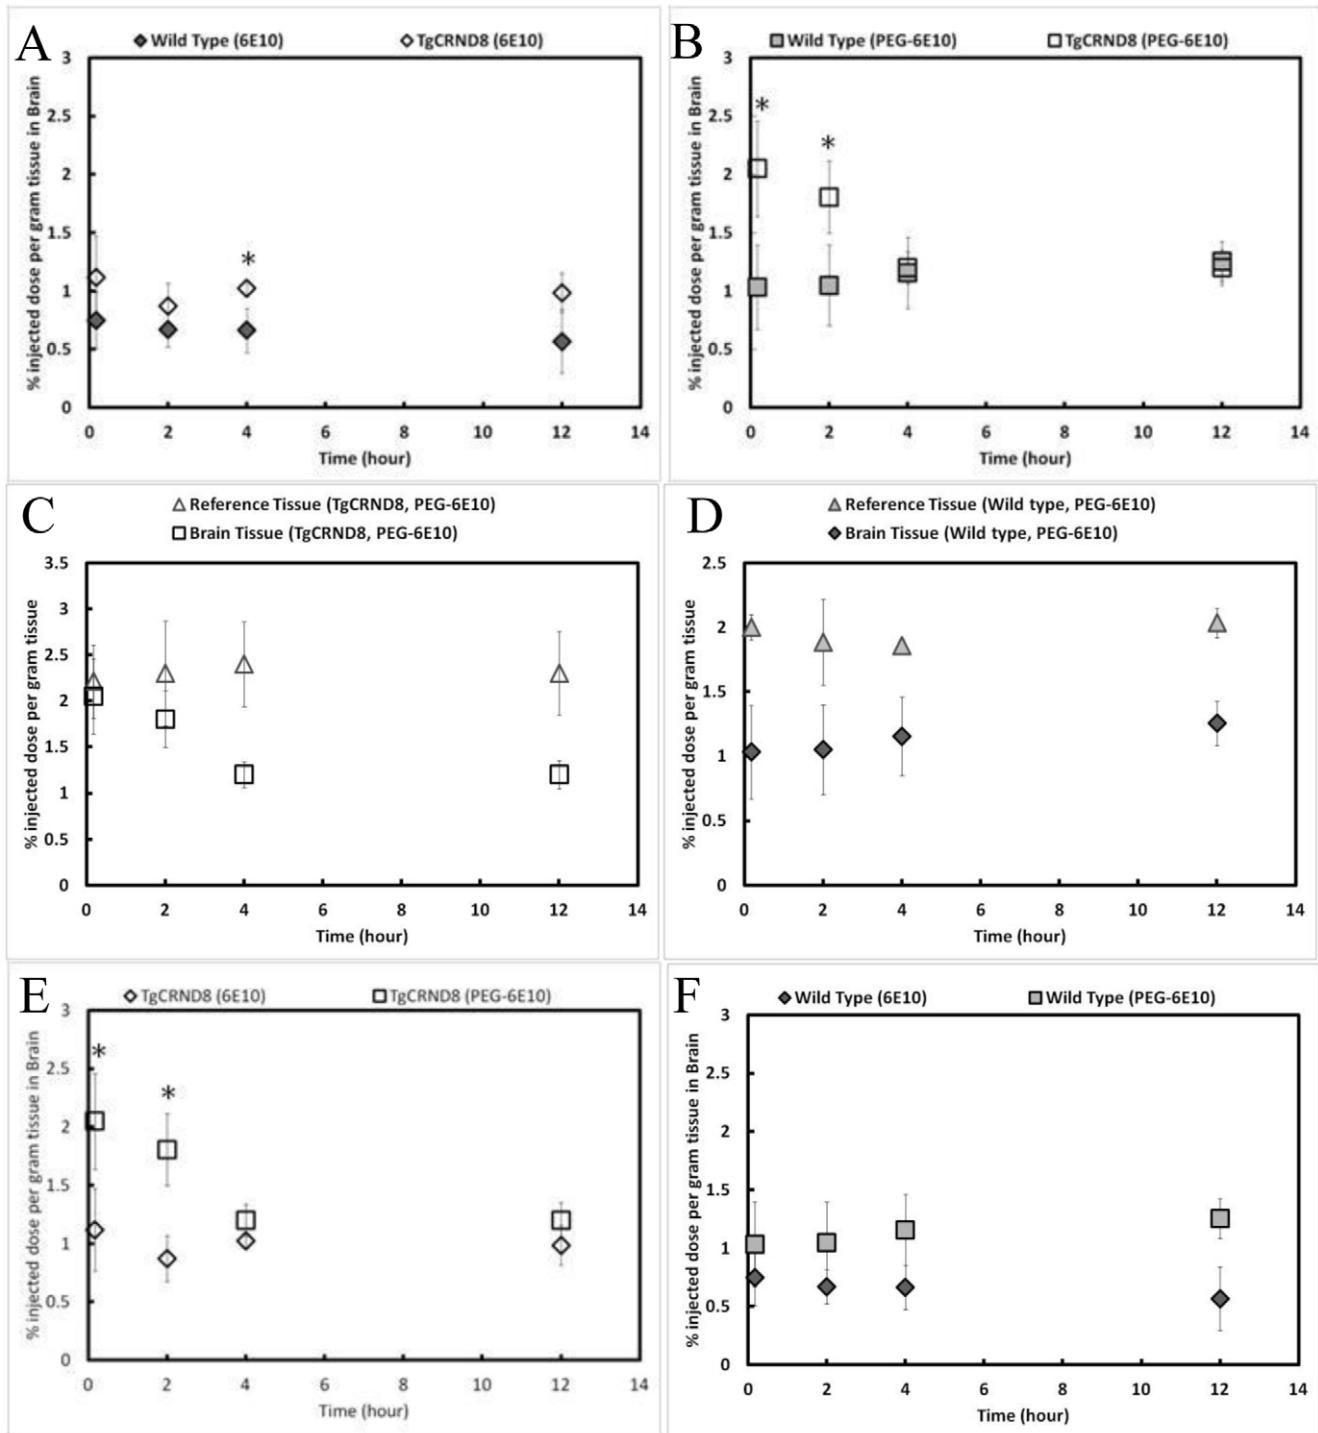 A
Wild Type (6E10) TgCRND8 (6E10)
% injected dose per gram tissue in Brain
3
2.5
2
1.5
*
1
0.5
0
0 2 4 6 8 10 12 14
Time (hour)
B
Wild Type (PEG-6E10) TgCRND8 (PEG-6E10)
% injected dose per gram tissue in Brain
3
*
2.5
*
2
1.5
1
0.5
0
0 2 4 6 8 10 12 14
Time (hour)
C
Reference Tissue (TgCRND8, PEG-6E10)
Brain Tissue (TgCRND8, PEG-6E10)
% injected dose per gram tissue
3.5
3
2.5
2
1.5
1
0.5
0
0 2 4 6 8 10 12 14
Time (hour)
D
Reference Tissue (Wild type, PEG-6E10)
Brain Tissue (Wild type, PEG-6E10)
% injected dose per gram tissue
2.5
2
1.5
1
0.5
0
0 2 4 6 8 10 12 14
Time (hour)
E
TgCRND8 (6E10) TgCRND8 (PEG-6E10)
% injected dose per gram tissue in Brain
3
*
2.5
*
2
1.5
1
0.5
0
0 2 4 6 8 10 12 14
Time (hour)
F
Wild Type (6E10) Wild Type (PEG-6E10)
% injected dose per gram tissue in Brain
3
2.5
2
1.5
1
0.5
0
0 2 4 6 8 10 12 14
Time (hour)